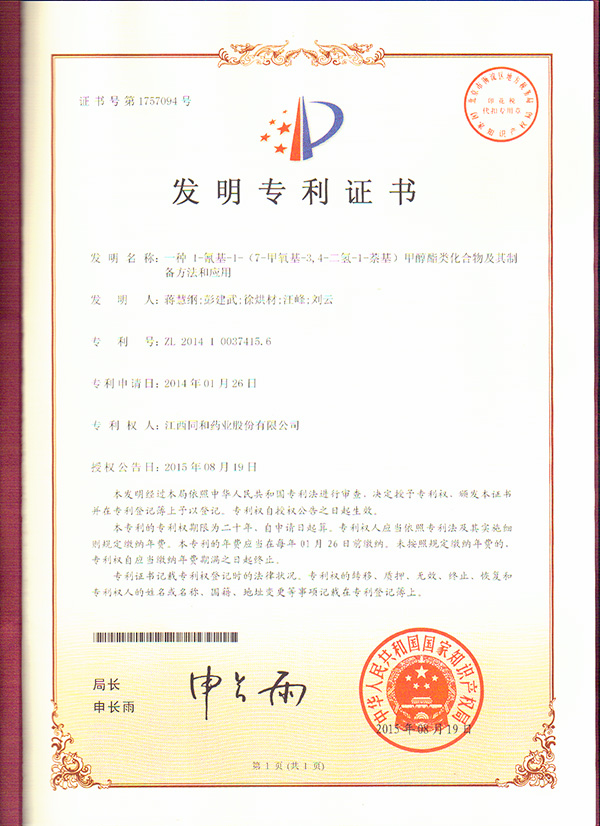 证书号第1757094号
印花税
代扣专用章
发明专利证书
发明名称：一种 1-氰基-1-（7-甲氧基-3,4-二氢-1-萘基）甲醇酯类化合物及其制
备方法和应用
发明人：蒋慧纲;彭建武;徐烘材;汪峰;刘云
专利号：ZL 2014 1 0037415.6
专利申请日：2014年01月26日
专利权人：江西同和药业股份有限公司
授权公告日：2015年08月19日
本发明经过本局依照中华人民共和国专利法进行审查，决定授予专利权，颁发本证书
并在专利登记簿上予以登记。专利权自授权公告之日起生效。
本专利的专利权期限为二十年，自申请日起算。专利权人应当依照专利法及其实施细
则规定缴纳年费。本专利的年费应当在每年01月26日前缴纳。未按照规定缴纳年费的，
专利权自应当缴纳年费期满之日起终止。
专利证书记载专利权登记时的法律状况。专利权的转移、质押、无效、终止、恢复和
专利权人的姓名或名称、国籍、地址变更等事项记载在专利登记簿上。
局长
申长雨
申长雨
中华人民共和国国家知识产权局
2015年08月19日
第1页(共1页)